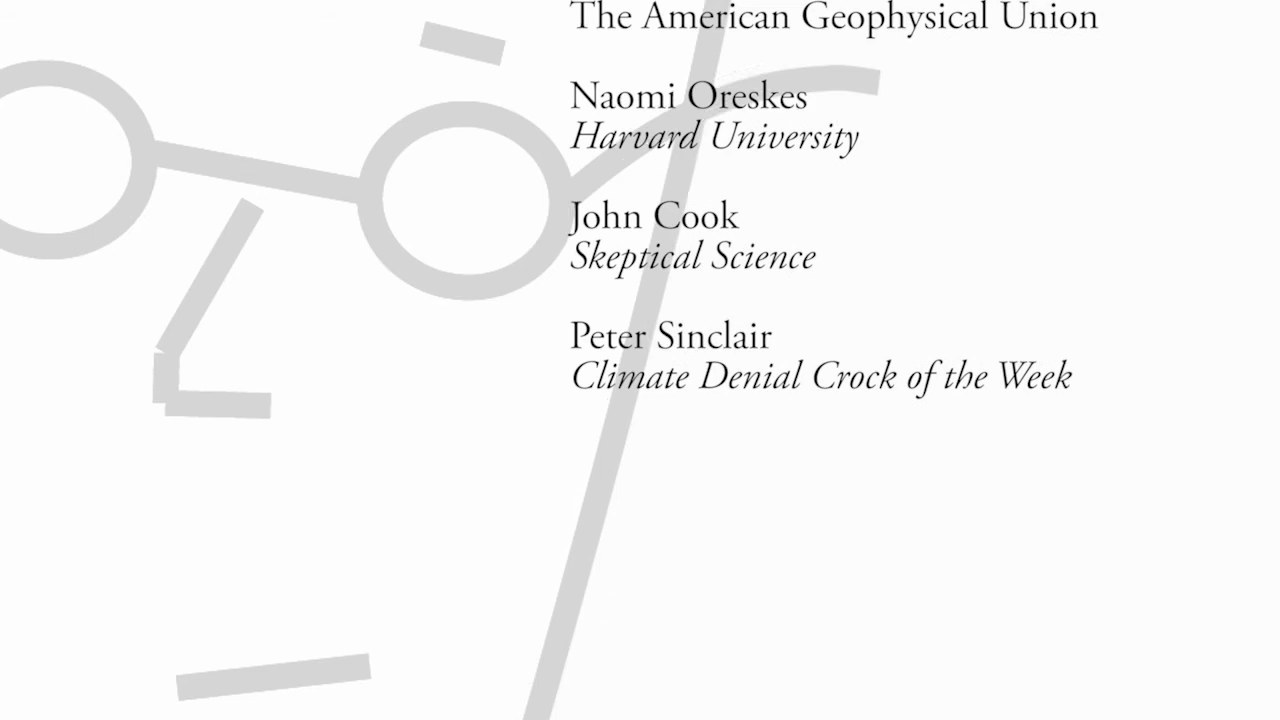 The American Geophysical Union
Naomi Oreskes
Harvard University
John Cook
Skeptical Science
Peter Sinclair
Climate Denial Crock of the Week